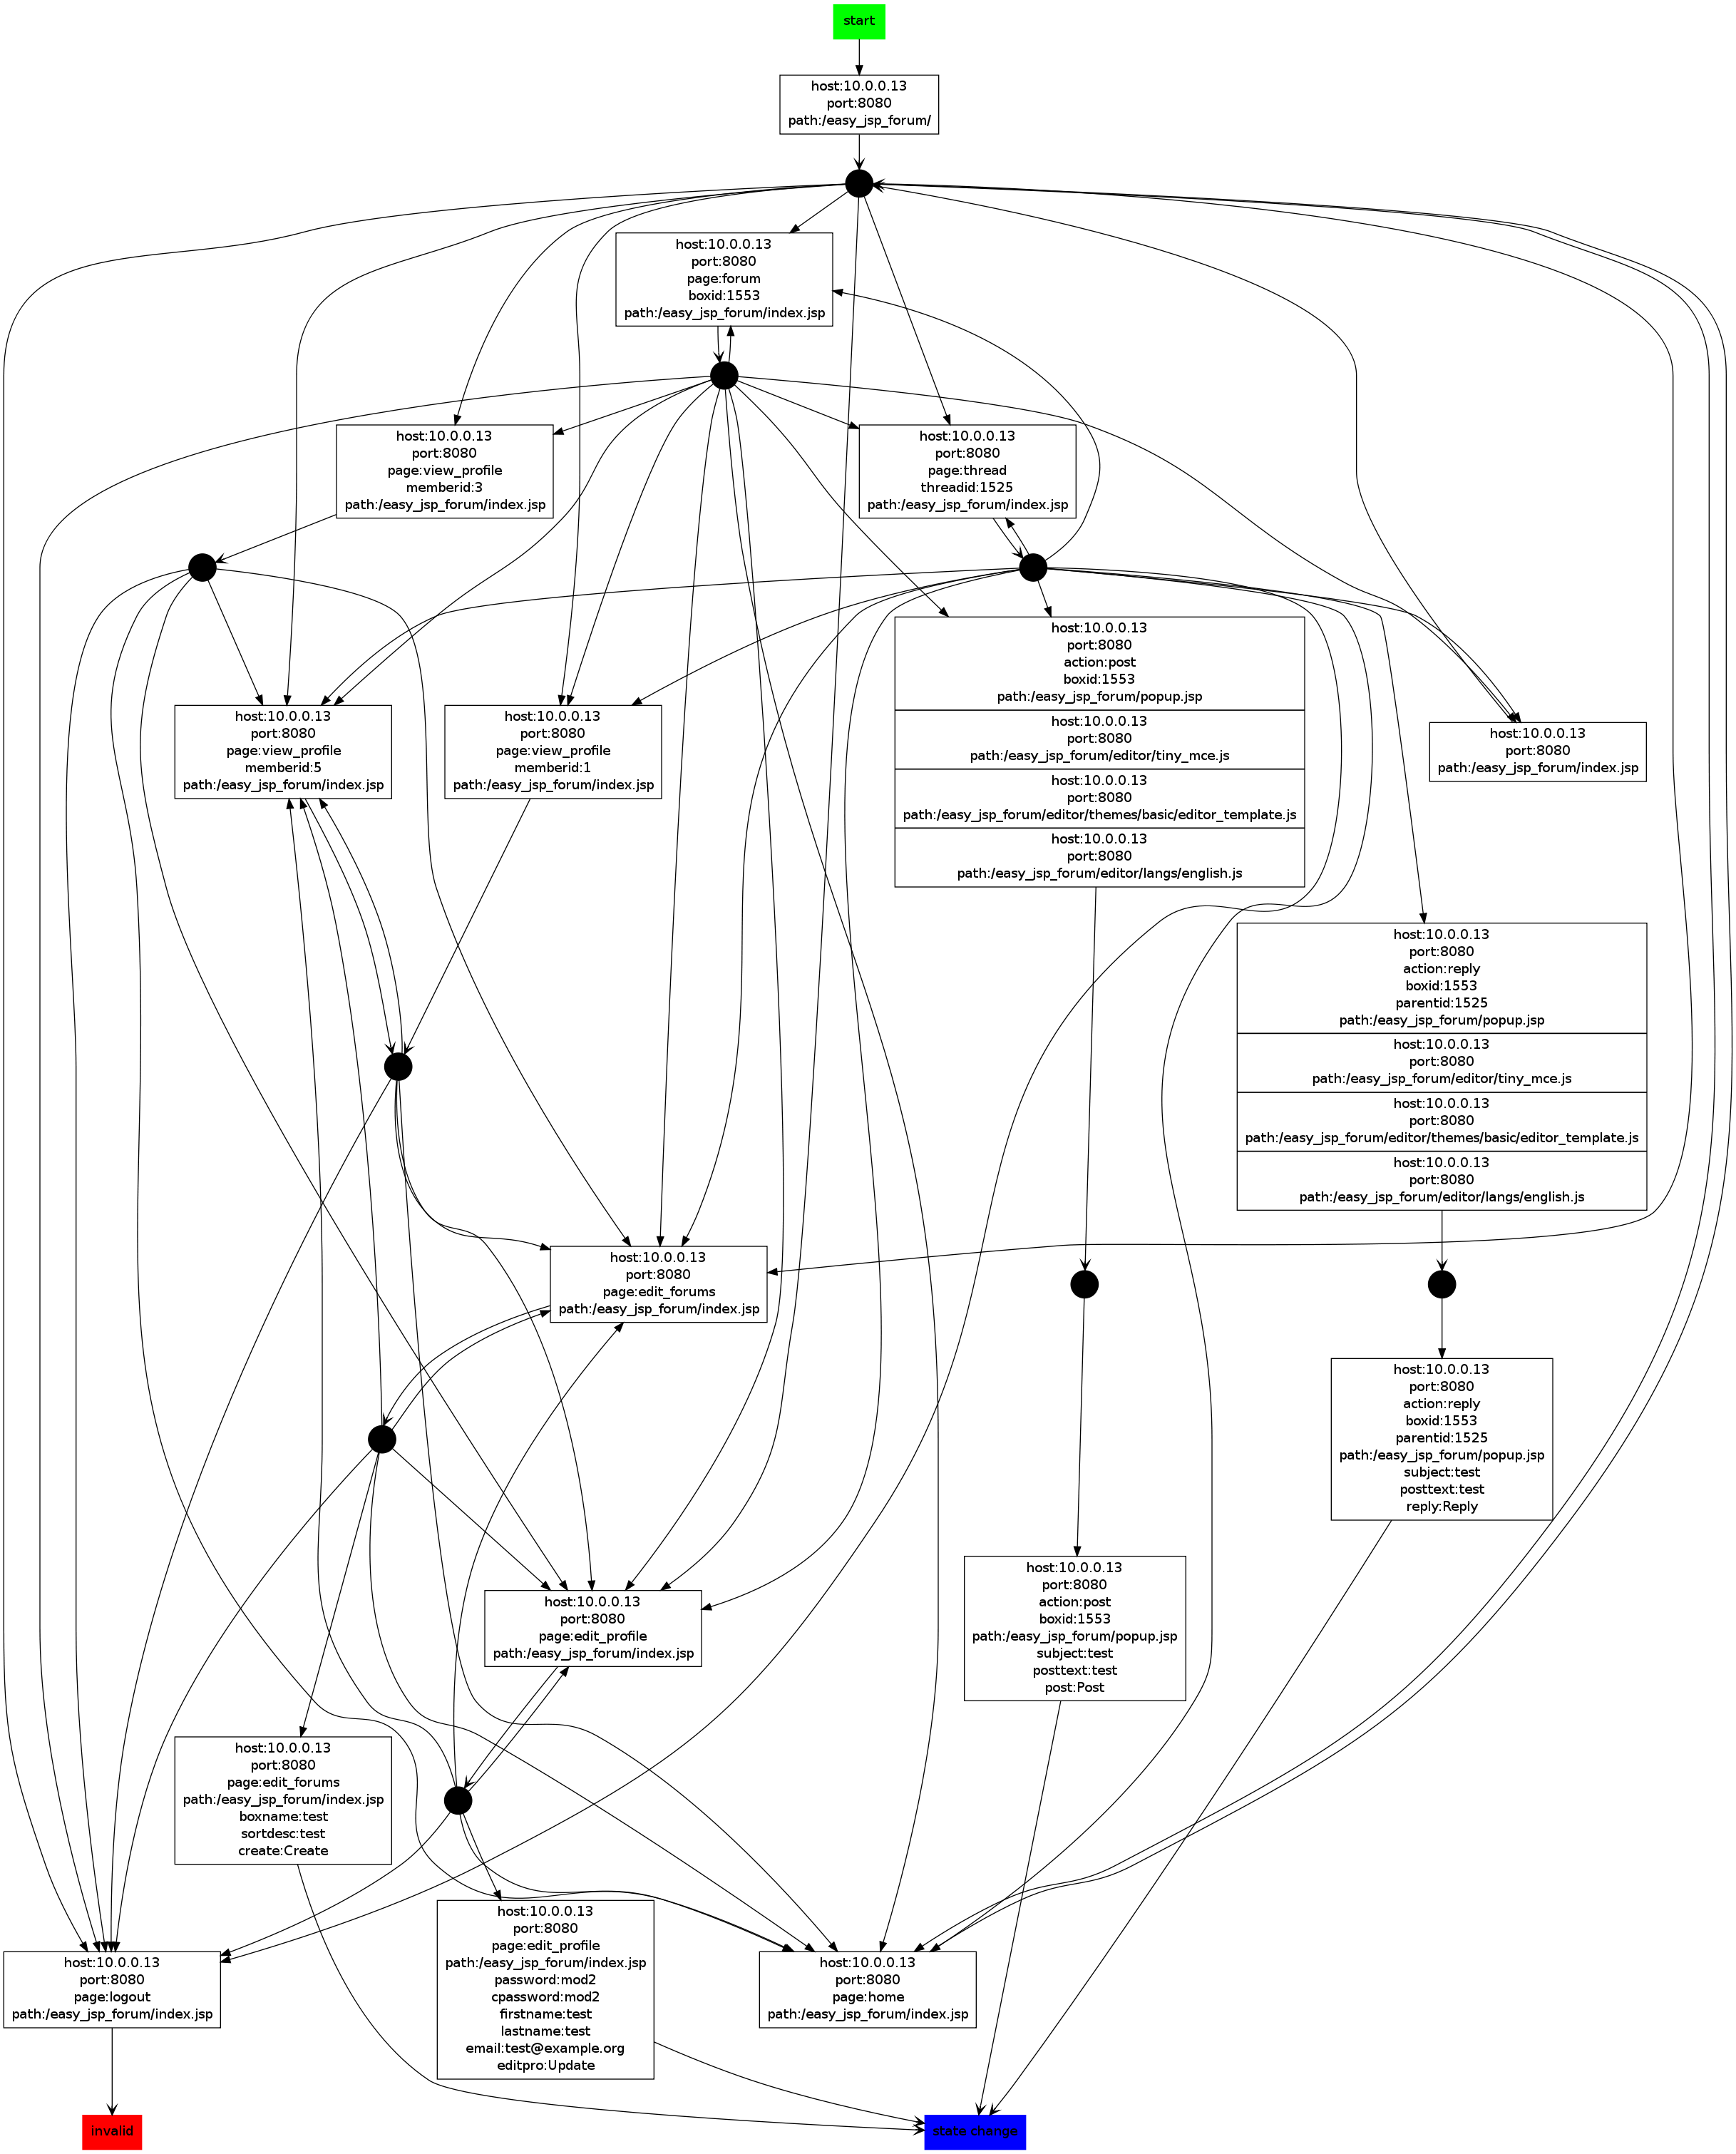 start
host:10.0.0.13
port:8080
path:/easy_jsp_forum/
host:10.0.0.13
port:8080
page:forum
boxid:1553
path:/easy_jsp_forum/index.jsp
host:10.0.0.13
port:8080
page:view_profile
memberid:3
path:/easy_jsp_forum/index.jsp
host:10.0.0.13
port:8080
page:thread
threadid:1525
path:/easy_jsp_forum/index.jsp
host:10.0.0.13
port:8080
page:view_profile
memberid:5
path:/easy_jsp_forum/index.jsp
host:10.0.0.13
port:8080
page:view_profile
memberid:1
path:/easy_jsp_forum/index.jsp
host:10.0.0.13
port:8080
action:post
boxid:1553
path:/easy_jsp_forum/popup.jsp
host:10.0.0.13
port:8080
path:/easy_jsp_forum/editor/tiny_mce.js
host:10.0.0.13
port:8080
path:/easy_jsp_forum/editor/themes/basic/editor_template.js
host:10.0.0.13
port:8080
path:/easy_jsp_forum/editor/langs/english.js
host:10.0.0.13
port:8080
path:/easy_jsp_forum/index.jsp
host:10.0.0.13
port:8080
action:reply
boxid:1553
parentid:1525
path:/easy_jsp_forum/popup.jsp
host:10.0.0.13
port:8080
path:/easy_jsp_forum/editor/tiny_mce.js
host:10.0.0.13
port:8080
path:/easy_jsp_forum/editor/themes/basic/editor_template.js
host:10.0.0.13
port:8080
path:/easy_jsp_forum/editor/langs/english.js
host:10.0.0.13
port:8080
page:edit_forums
path:/easy_jsp_forum/index.jsp
host:10.0.0.13
port:8080
action:reply
boxid:1553
parentid:1525
path:/easy_jsp_forum/popup.jsp
subject:test
posttext:test
reply:Reply
host:10.0.0.13
port:8080
action:post
boxid:1553
path:/easy_jsp_forum/popup.jsp
subject:test
posttext:test
post:Post
host:10.0.0.13
port:8080
page:edit_profile
path:/easy_jsp_forum/index.jsp
host:10.0.0.13
port:8080
page:edit_forums
path:/easy_jsp_forum/index.jsp
boxname:test
sortdesc:test
create:Create
host:10.0.0.13
port:8080
page:edit_profile
path:/easy_jsp_forum/index.jsp
password:mod2
cpassword:mod2
firstname:test
lastname:test
email:test@example.org
editpro:Update
host:10.0.0.13
port:8080
page:logout
path:/easy_jsp_forum/index.jsp
host:10.0.0.13
port:8080
page:home
path:/easy_jsp_forum/index.jsp
invalid
state change